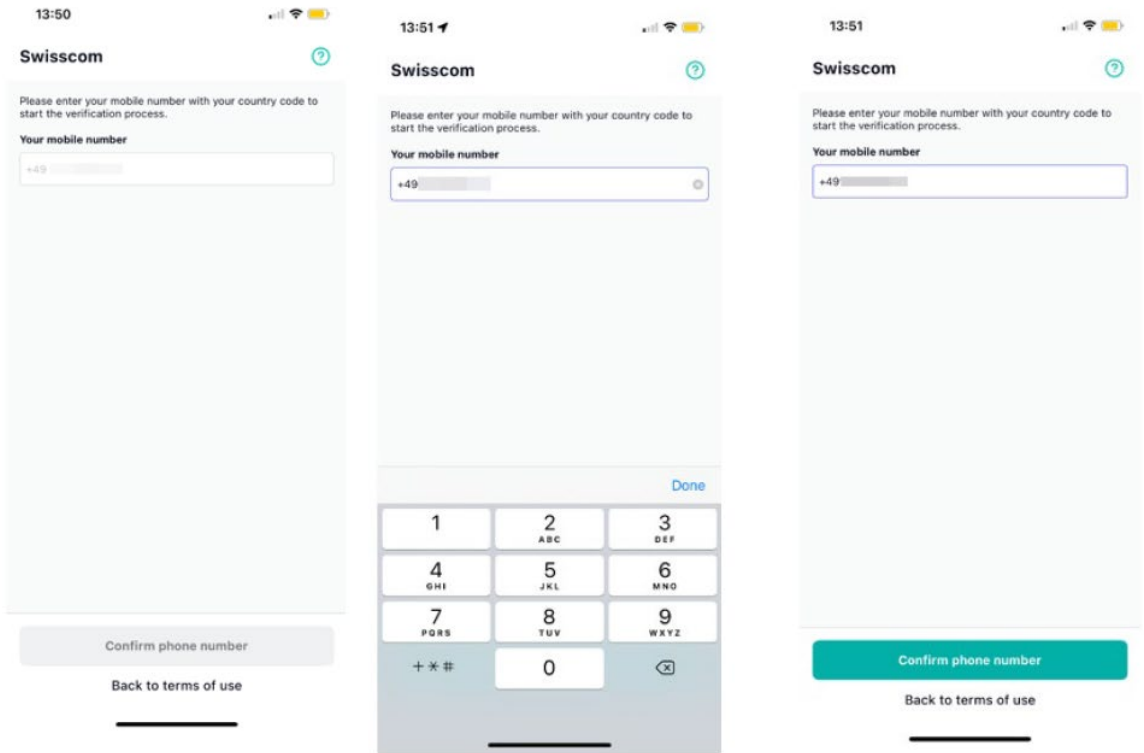 13:50
Swisscom
?
Please enter your mobile number with your country code to
start the verification process.
Your mobile number
+49
Confirm phone number
Back to terms of use
13:51
Swisscom
?
Please enter your mobile number with your country code to
start the verification process.
Your mobile number
+49
Done
1
2
ABC
3
DEF
4
GHI
5
JKL
6
MNO
7
PQRS
8
TUV
9
WXYZ
+*#
0
13:51
Swisscom
?
Please enter your mobile number with your country code to
start the verification process.
Your mobile number
+49
Confirm phone number
Back to terms of use